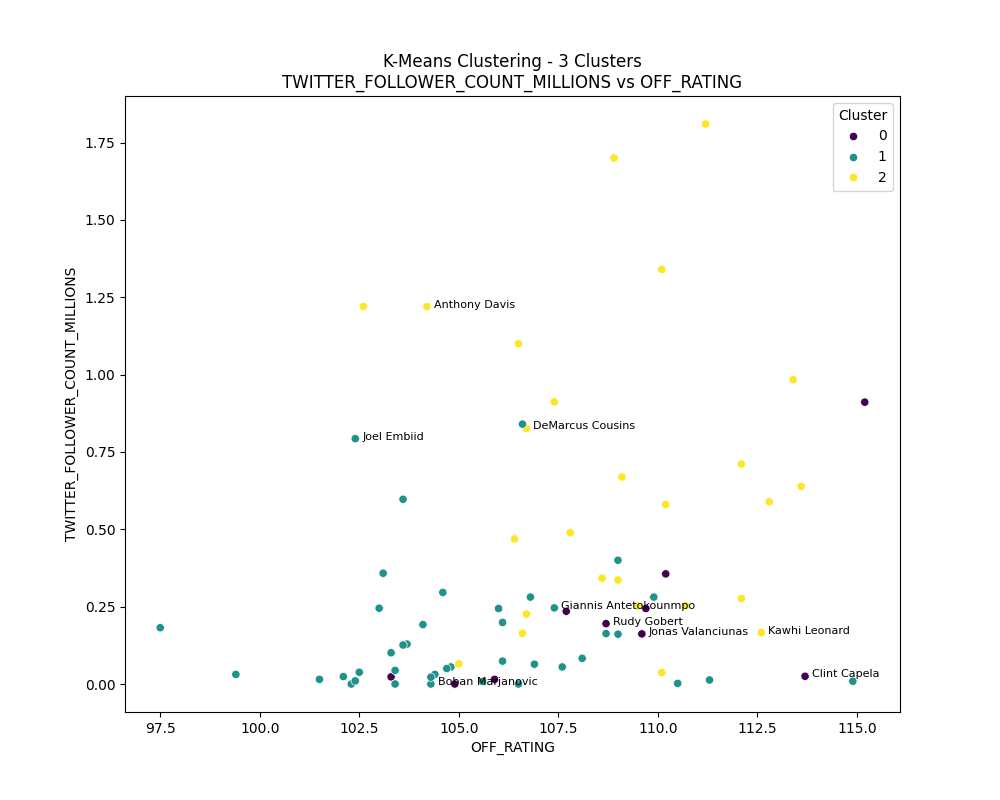 K-Means Clustering - 3 Clusters
TWITTER_FOLLOWER_COUNT_MILLIONS vs OFF_RATING
Cluster
0
1
2
TWITTER_FOLLOWER_COUNT_MILLIONS
1.75
1.50
1.25
1.00
0.75
0.50
0.25
0.00
Anthony Davis
DeMarcus Cousins
Joel Embiid
Giannis Antetokounmpo
Rudy Gobert
Jonas Valanciunas
Kawhi Leonard
Clint Capela
Boban Marjanovic
97.5
100.0
102.5
105.0
107.5
110.0
112.5
115.0
OFF_RATING